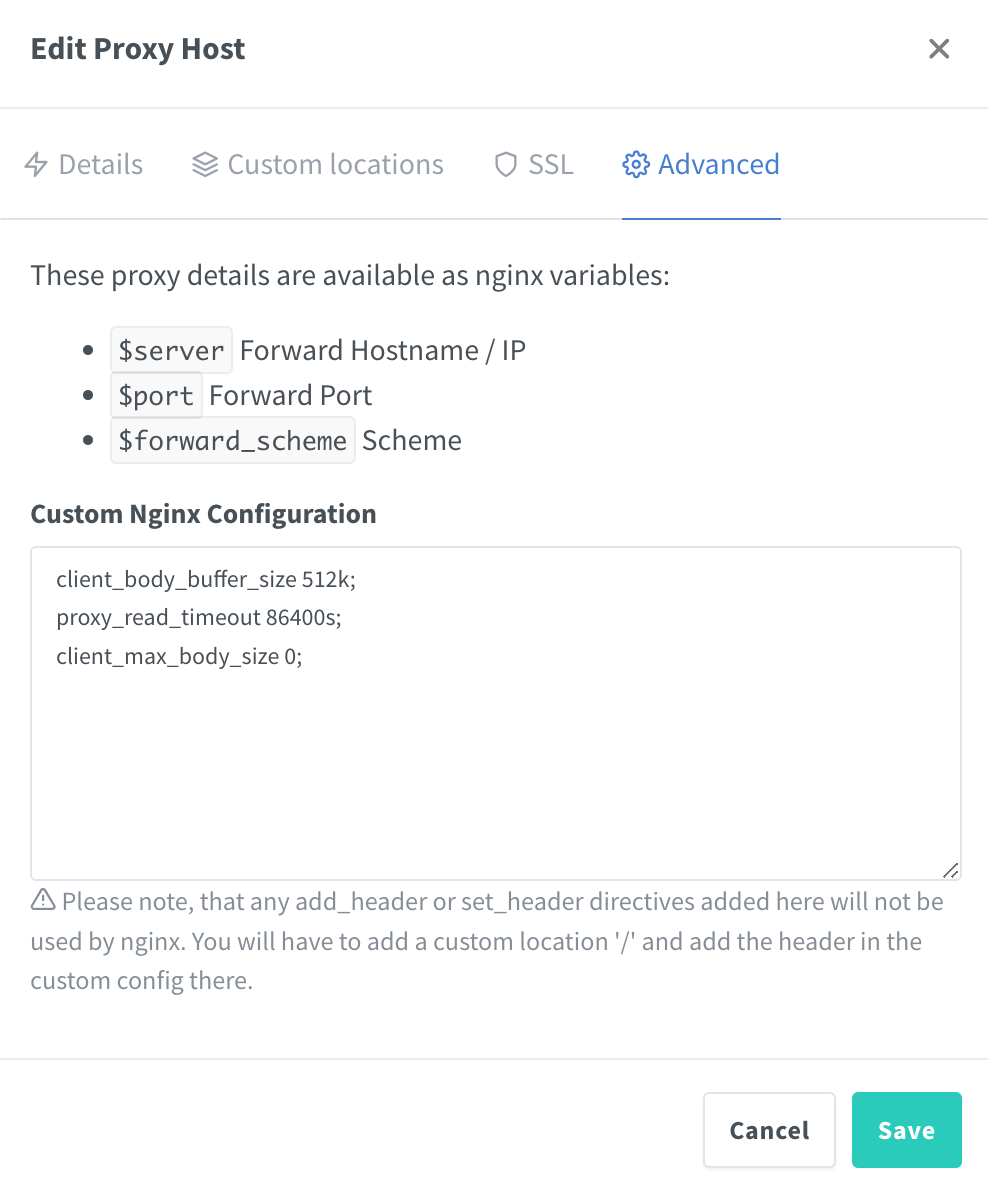 Edit Proxy Host
Details Custom locations SSL Advanced
These proxy details are available as nginx variables:
$server Forward Hostname / IP
$port Forward Port
$forward_scheme Scheme
Custom Nginx Configuration
client_body_buffer_size 512k;
proxy_read_timeout 86400s;
client_max_body_size 0;
Please note, that any add_header or set_header directives added here will not be
used by nginx. You will have to add a custom location '/' and add the header in the
custom config there.
Cancel Save